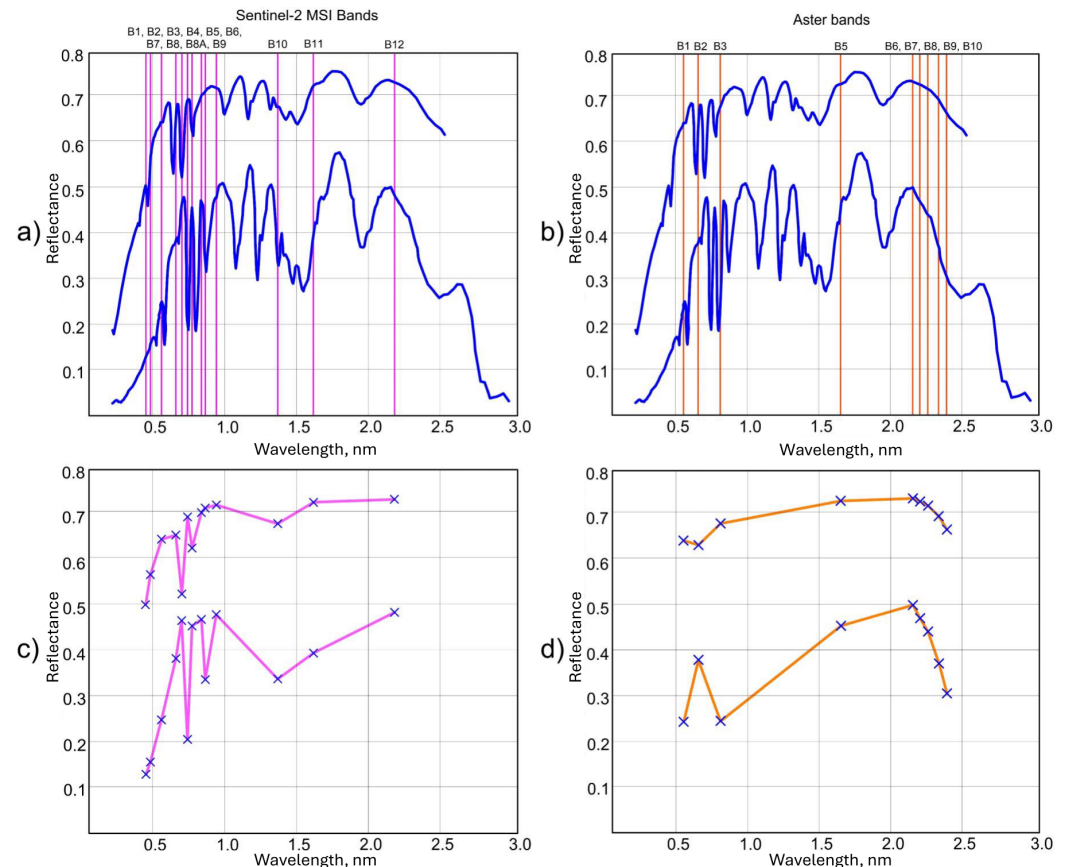 Sentinel-2 MSI Bands
B1, B2, B3, B4, B5, B6,
B7, B8, B8A, B9
B10
B11
B12
a)
Reflectance
0.8
0.7
0.6
0.5
0.4
0.3
0.2
0.1
0.5
1.0
1.5
2.0
2.5
3.0
Wavelength, nm
Aster bands
B1 B2 B3
B5
B6, B7, B8, B9, B10
b)
Reflectance
0.8
0.7
0.6
0.5
0.4
0.3
0.2
0.1
0.5
1.0
1.5
2.0
2.5
3.0
Wavelength, nm
c)
Reflectance
0.8
0.7
0.6
0.5
0.4
0.3
0.2
0.1
0.5
1.0
1.5
2.0
2.5
3.0
Wavelength, nm
d)
Reflectance
0.8
0.7
0.6
0.5
0.4
0.3
0.2
0.1
0.5
1.0
1.5
2.0
2.5
3.0
Wavelength, nm